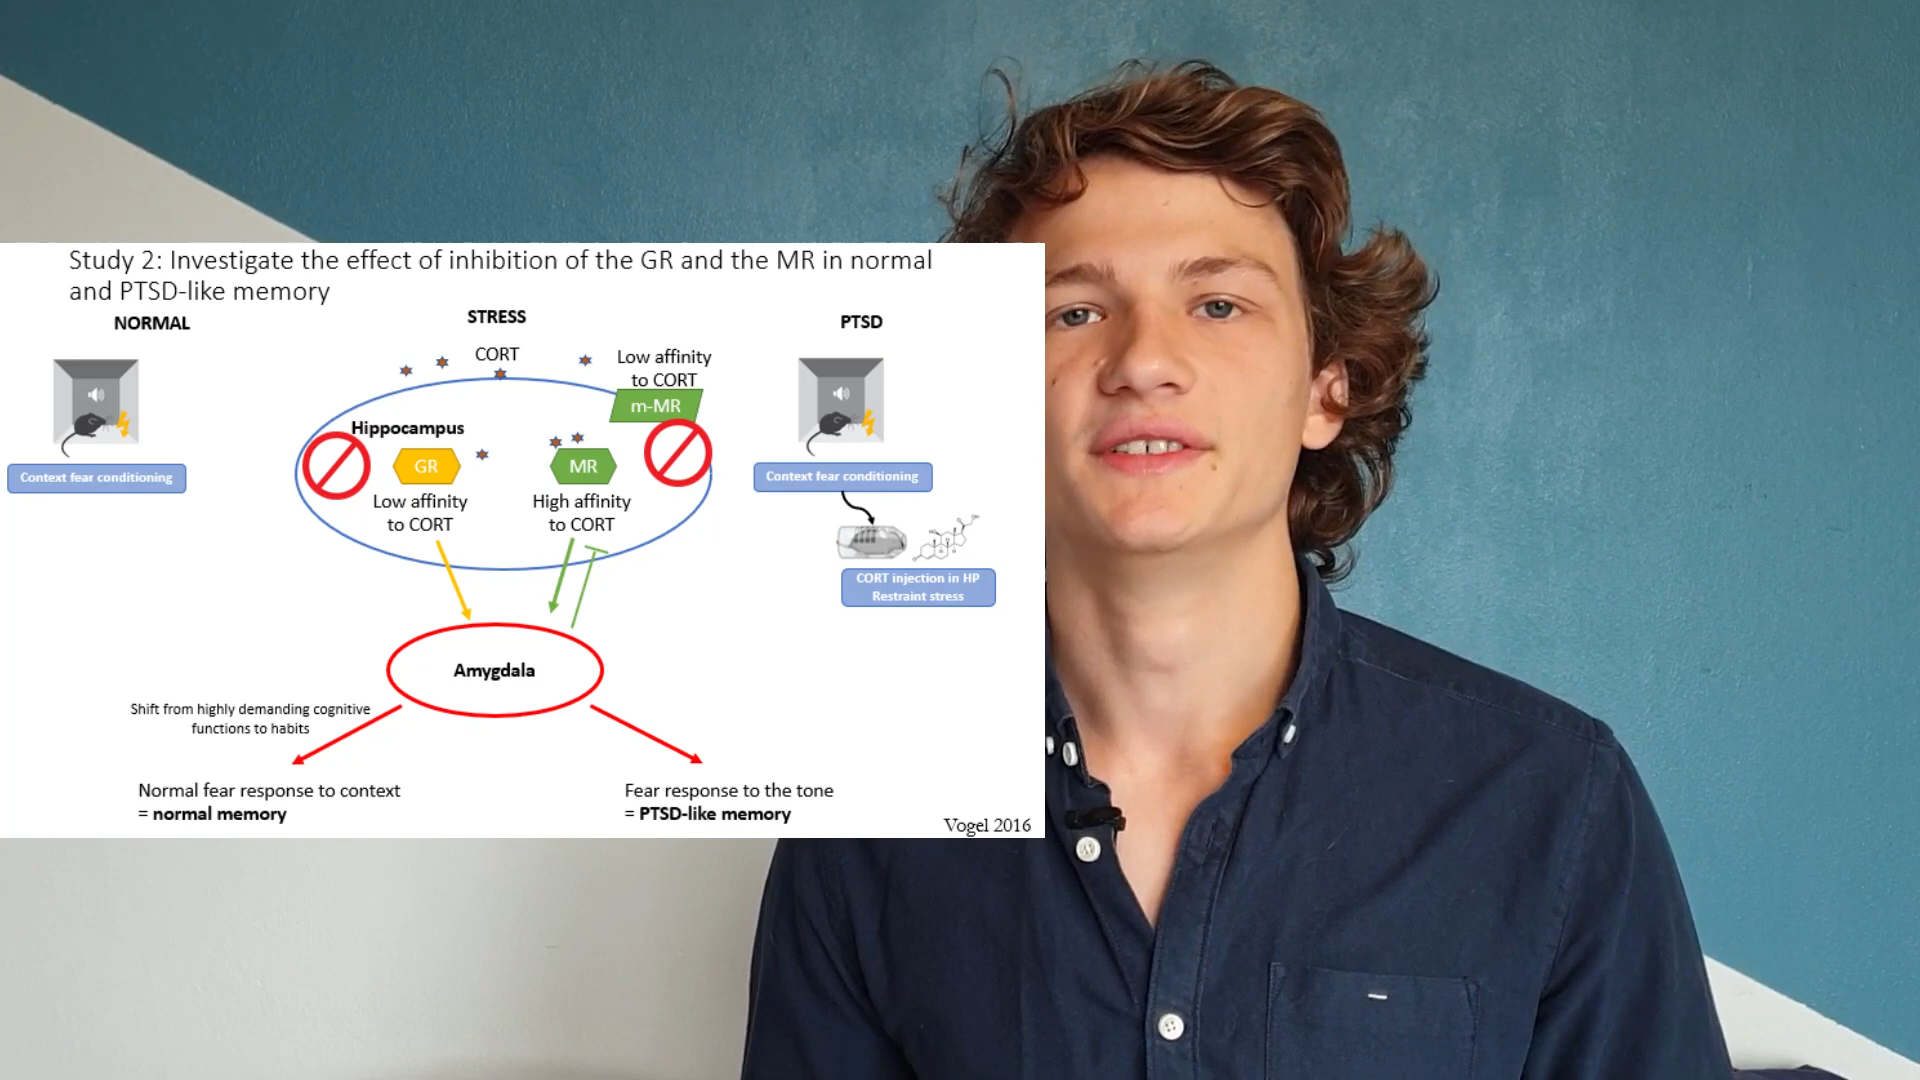 Study 2: Investigate the effect of inhibition of the GR and the MR in normal
and PTSD-like memory
NORMAL
STRESS
PTSD
CORT
Low affinity
to CORT
m-MR
Hippocampus
GR
MR
Low affinity
to CORT
High affinity
to CORT
Context fear conditioning
Context fear conditioning
CORT injection in HP
Restraint stress
Amygdala
Shift from highly demanding cognitive
functions to habits
Normal fear response to context
= normal memory
Fear response to the tone
= PTSD-like memory
Vogel 2016